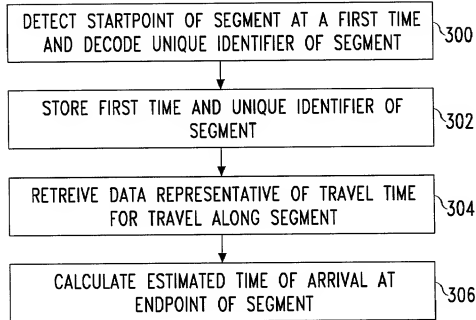 DETECT STARTPOINT OF SEGMENT AT A FIRST TIME
AND DECODE UNIQUE IDENTIFIER OF SEGMENT
300
STORE FIRST TIME AND UNIQUE IDENTIFIER OF
SEGMENT
302
RETREIVE DATA REPRESENTATIVE OF TRAVEL TIME
FOR TRAVEL ALONG SEGMENT
304
CALCULATE ESTIMATED TIME OF ARRIVAL AT
ENDPOINT OF SEGMENT
306